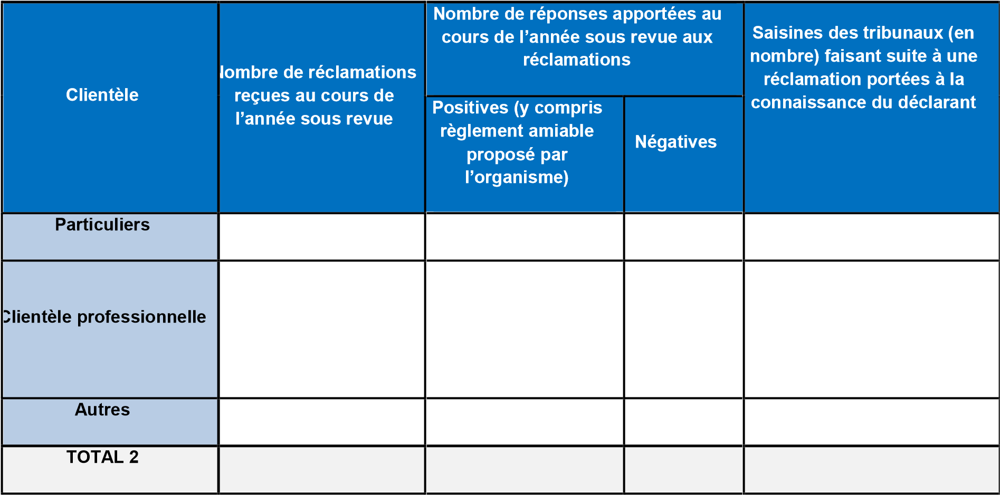 Clientèle
Nombre de réclamations
reçues au cours de
l’année sous revue
Nombre de réponses apportées au
cours de l’année sous revue aux
réclamations
Positives (y compris
règlement amiable
proposé par
l’organisme)
Négatives
Saisines des tribunaux (en
nombre) faisant suite à une
réclamation portées à la
connaissance du déclarant
Particuliers
Clientèle professionnelle
Autres
TOTAL 2